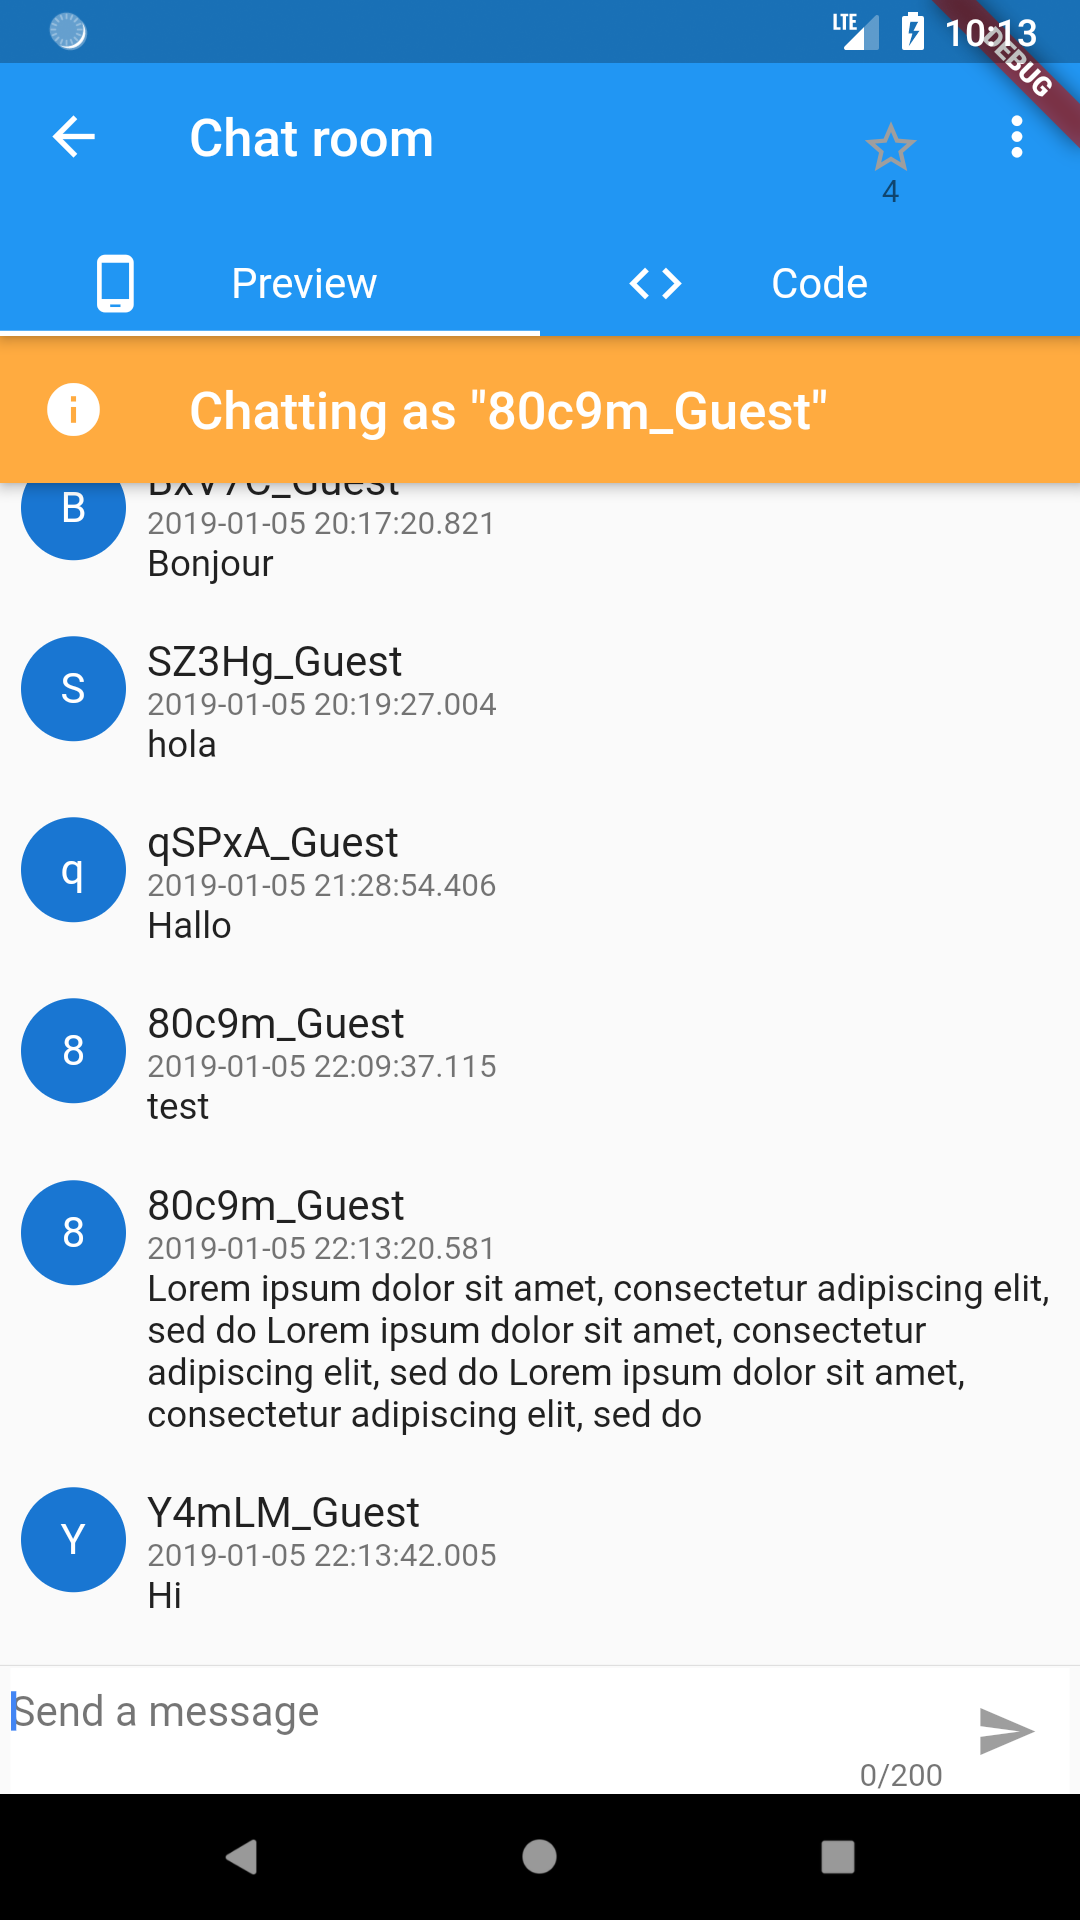 LTE
10:13
DEBUG
Chat room
4
Preview
Code
Chatting as "80c9m_Guest"
B
BxV7C_Guest
2019-01-05 20:17:20.821
Bonjour
S
SZ3Hg_Guest
2019-01-05 20:19:27.004
hola
q
qSPxA_Guest
2019-01-05 21:28:54.406
Hallo
8
80c9m_Guest
2019-01-05 22:09:37.115
test
8
80c9m_Guest
2019-01-05 22:13:20.581
Lorem ipsum dolor sit amet, consectetur adipiscing elit,
sed do Lorem ipsum dolor sit amet, consectetur
adipiscing elit, sed do Lorem ipsum dolor sit amet,
consectetur adipiscing elit, sed do
Y
Y4mLM_Guest
2019-01-05 22:13:42.005
Hi
Send a message
0/200